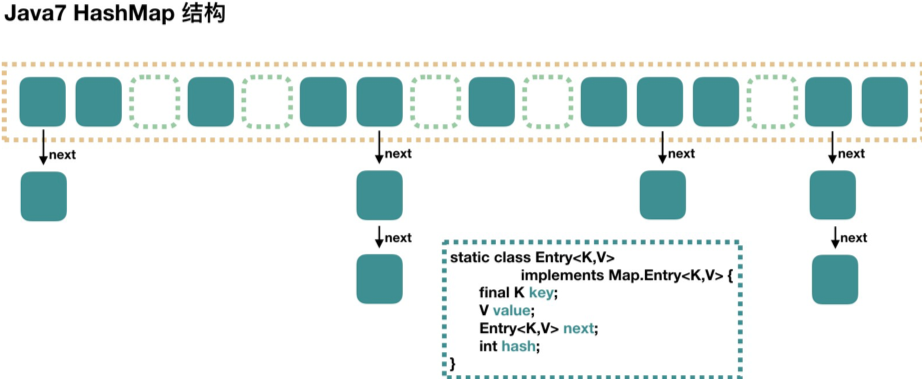 Java7 HashMap 结构
next
next
next
next
next
next
static class Entry<K,V>
implements Map.Entry<K,V> {
final K key;
V value;
Entry<K,V> next;
int hash;
}